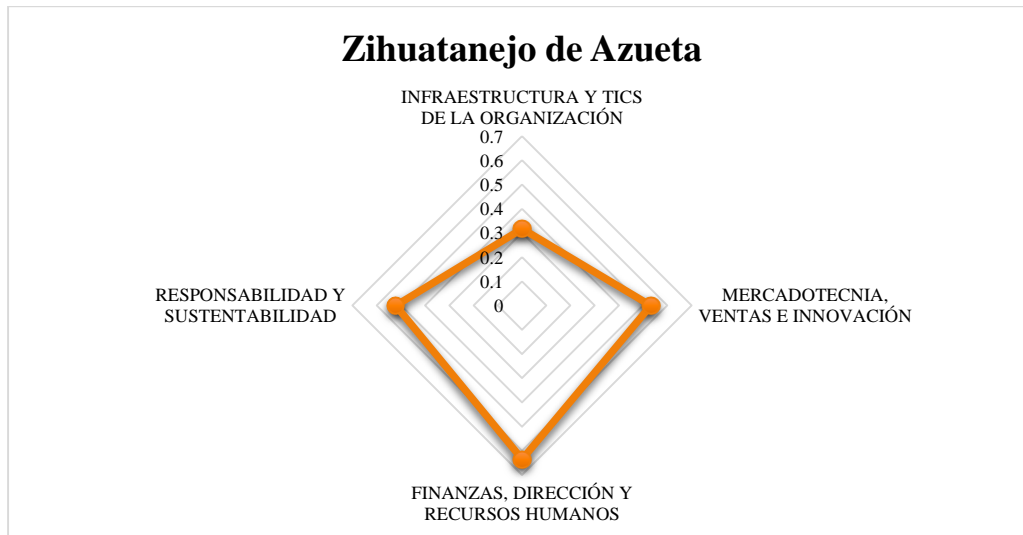 Zihuatanejo de Azueta
INFRAESTRUCTURA Y TICS
DE LA ORGANIZACIÓN
0.7
0.6
0.5
0.4
0.3
0.2
0.1
0
RESPONSABILIDAD Y
SUSTENTABILIDAD
MERCADOTECNIA,
VENTAS E INNOVACIÓN
FINANZAS, DIRECCIÓN Y
RECURSOS HUMANOS